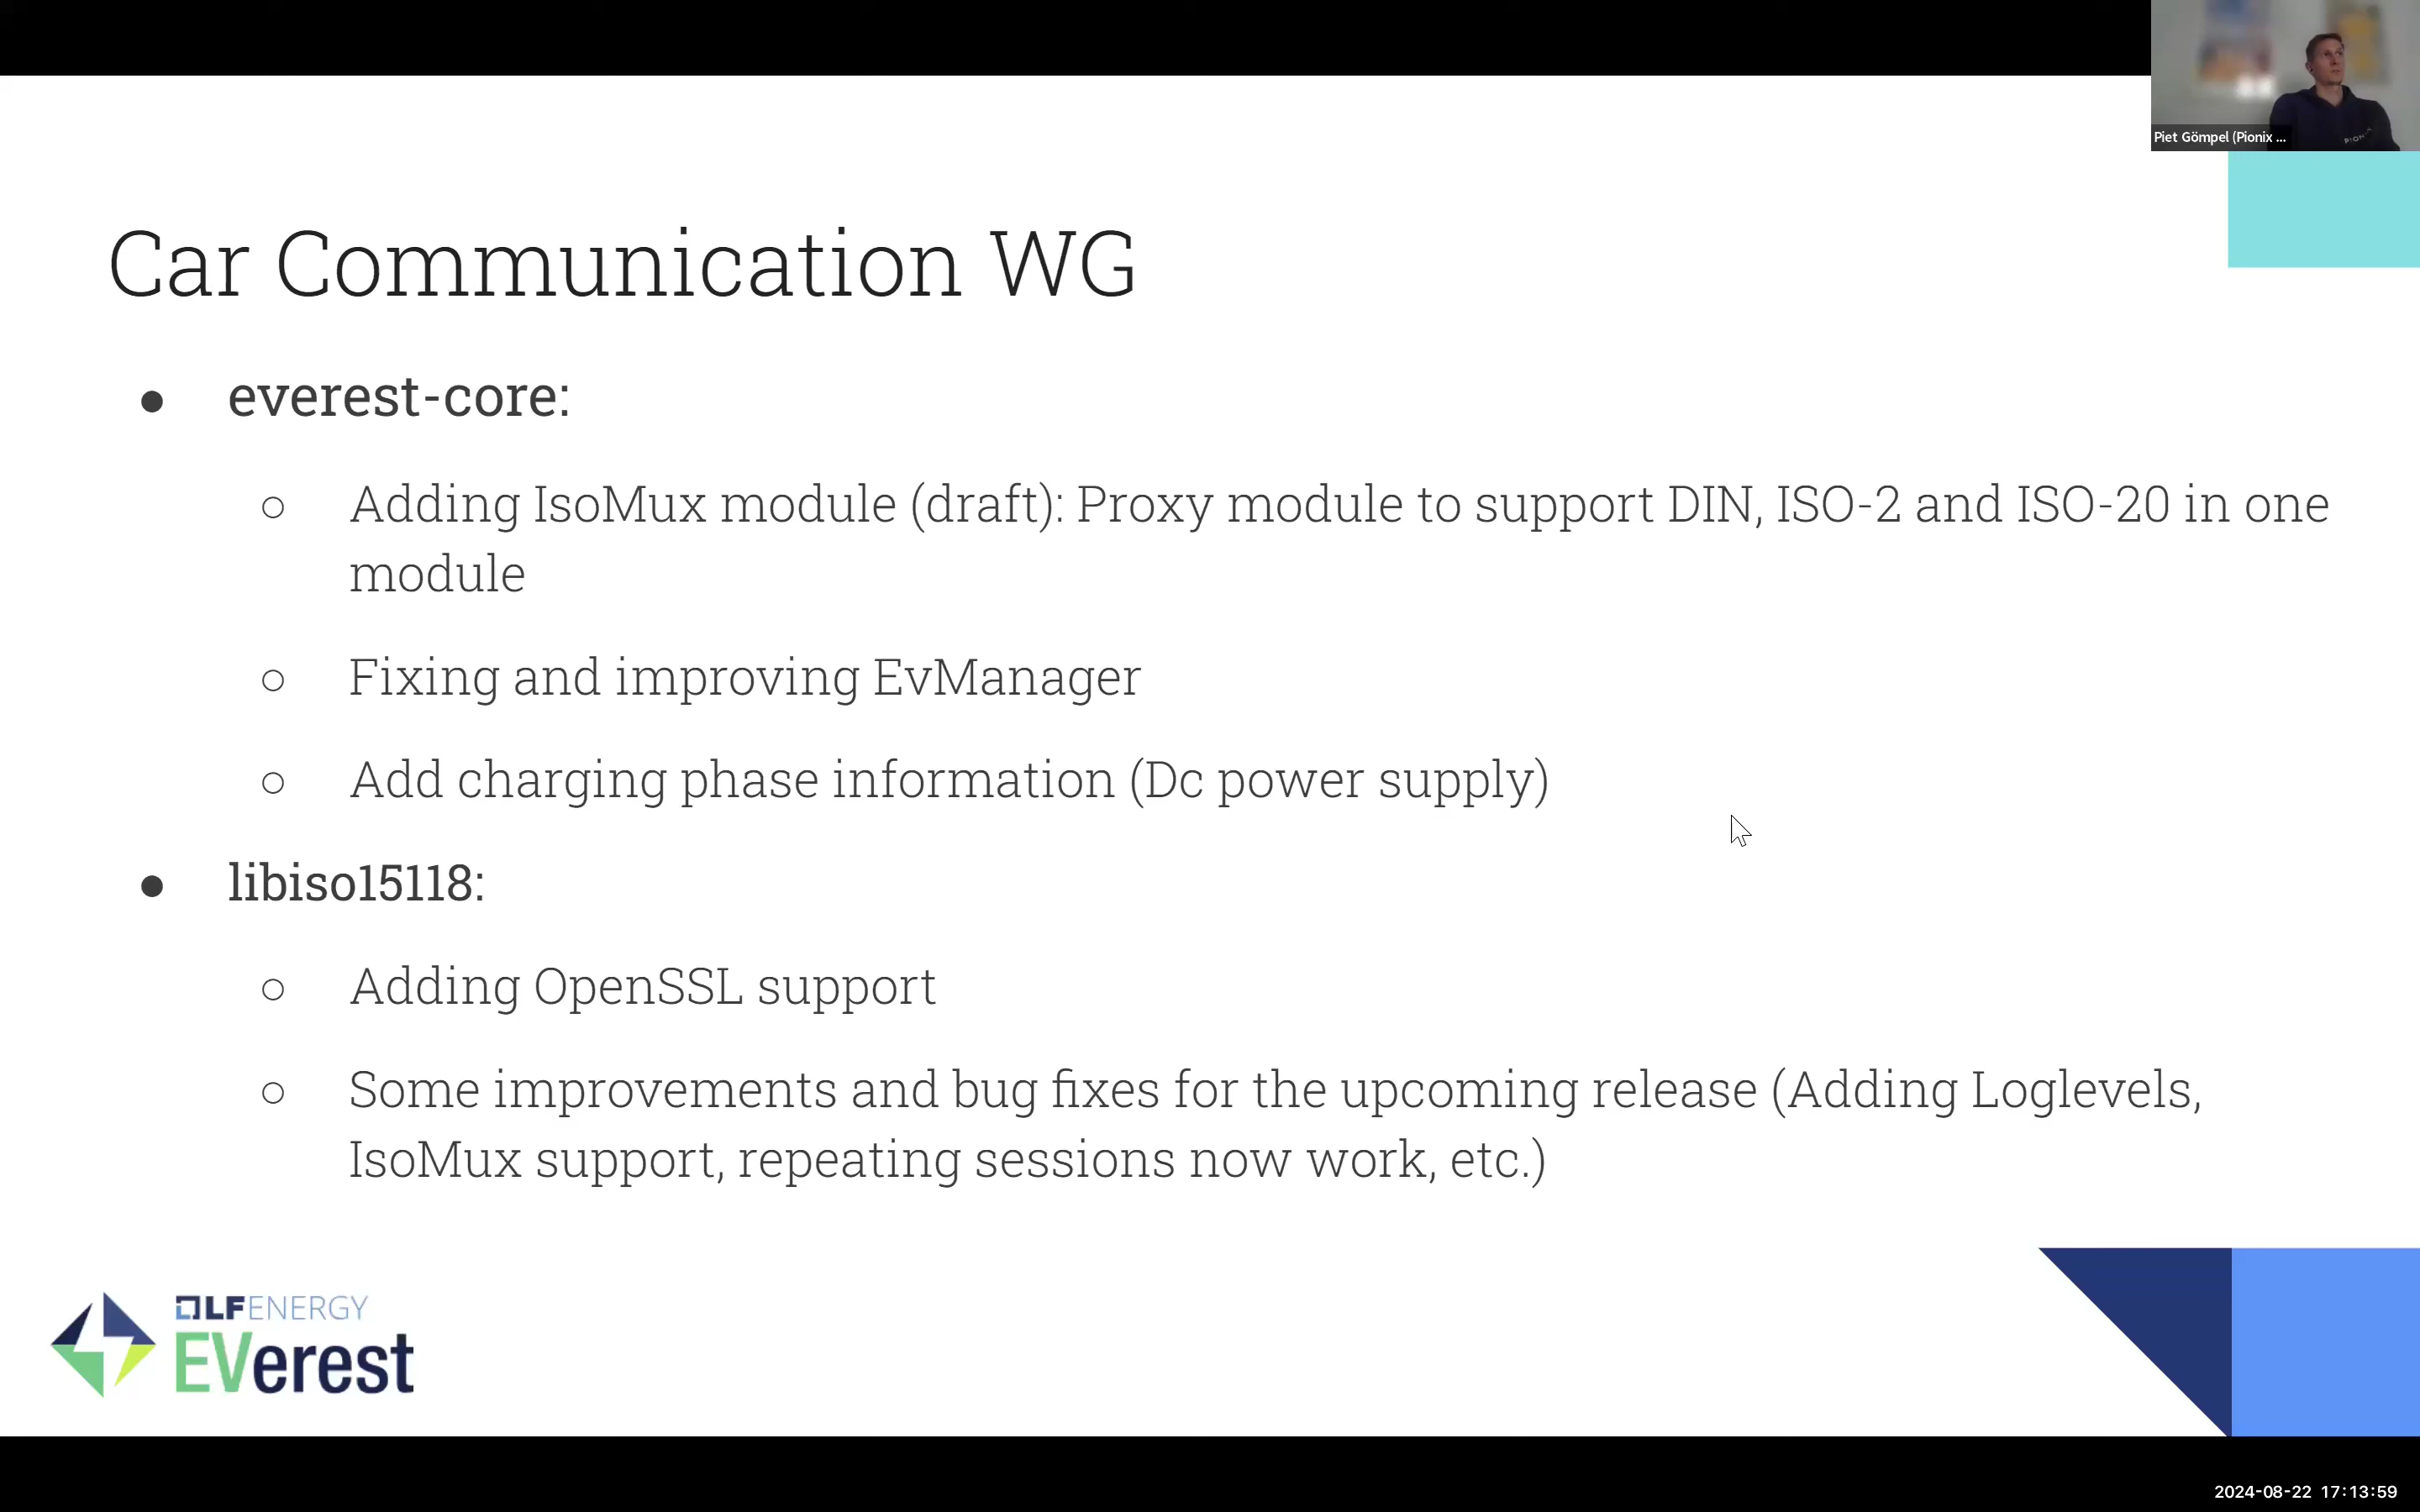 Piet Gömpel (Pionix ...
Car Communication WG
● everest-core:
○ Adding IsoMux module (draft): Proxy module to support DIN, ISO-2 and ISO-20 in one
module
○ Fixing and improving EvManager
○ Add charging phase information (Dc power supply)
● libiso15118:
○ Adding OpenSSL support
○ Some improvements and bug fixes for the upcoming release (Adding Loglevels,
IsoMux support, repeating sessions now work, etc.)
LFENERGY
EVerest
2024-08-22 17:13:59